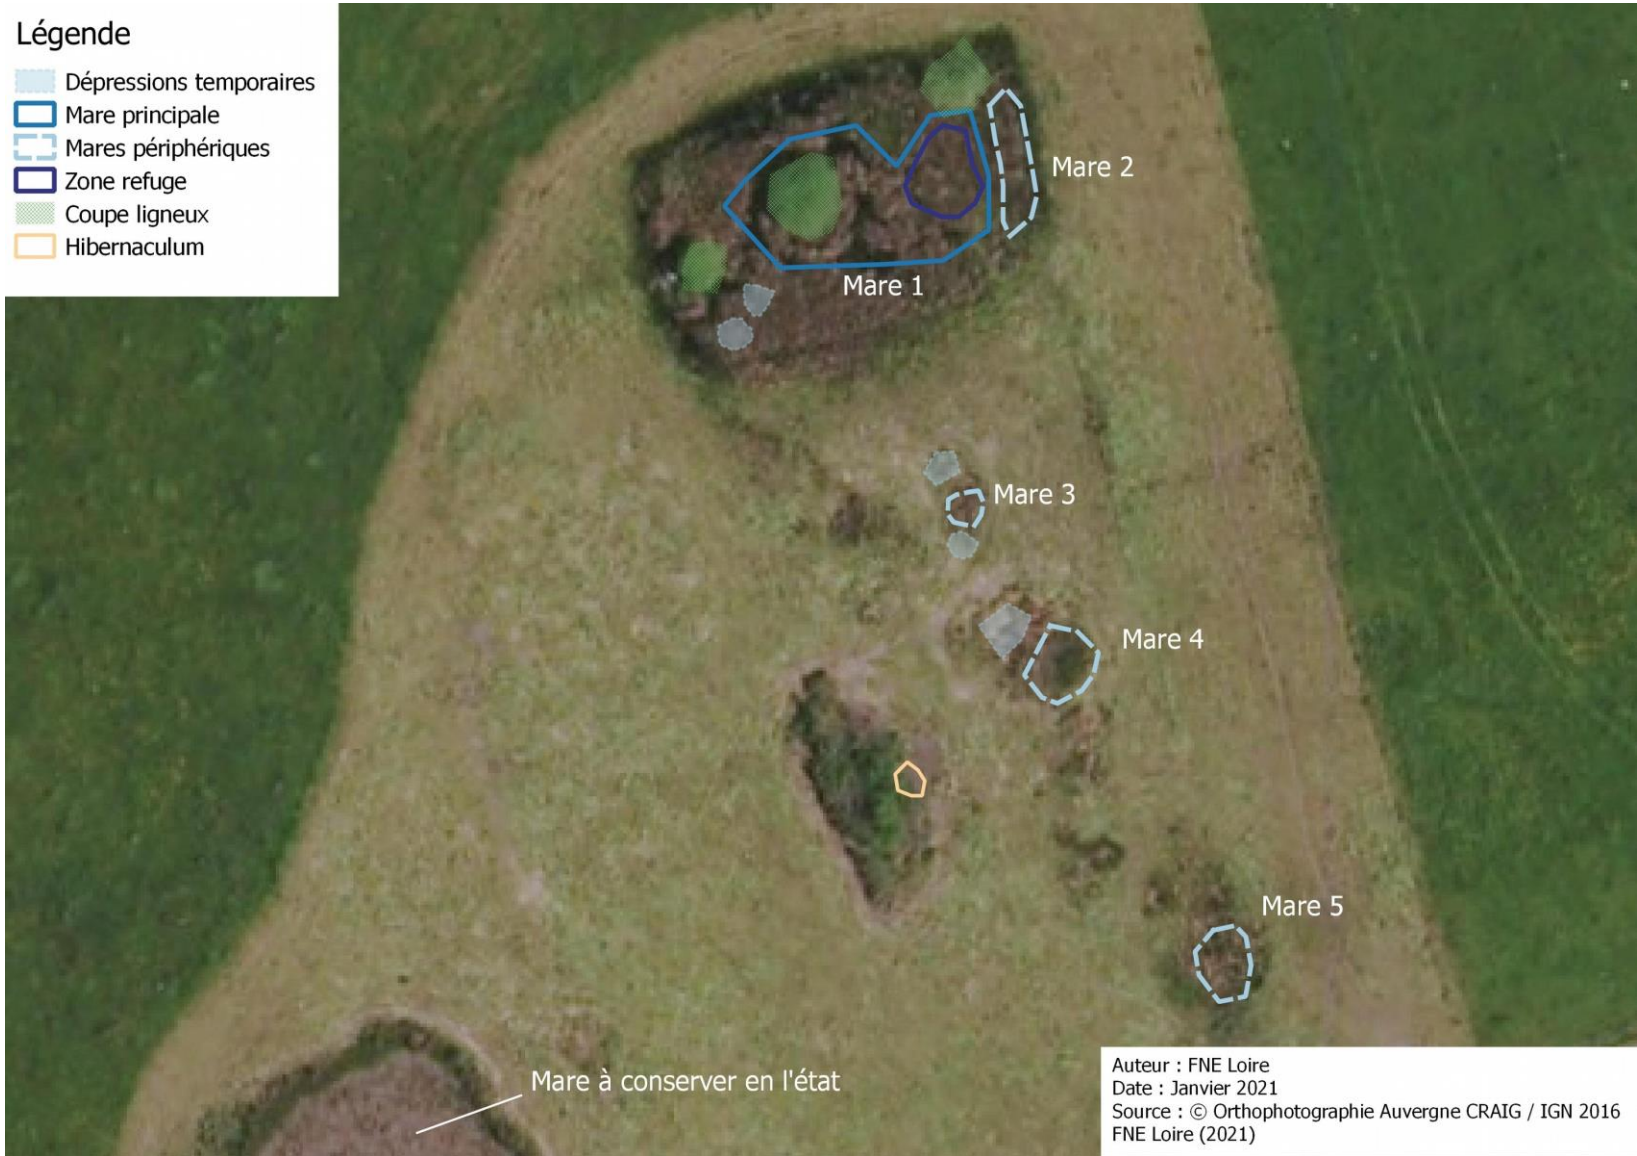 Légende
Dépressions temporaires
Mare principale
Mares périphériques
Zone refuge
Coupe ligneux
Hibernaculum
Mare 2
Mare 1
Mare 3
Mare 4
Mare 5
Mare à conserver en l'état
Auteur : FNE Loire
Date : Janvier 2021
Source : © Orthophotographie Auvergne CRAIG / IGN 2016
FNE Loire (2021)